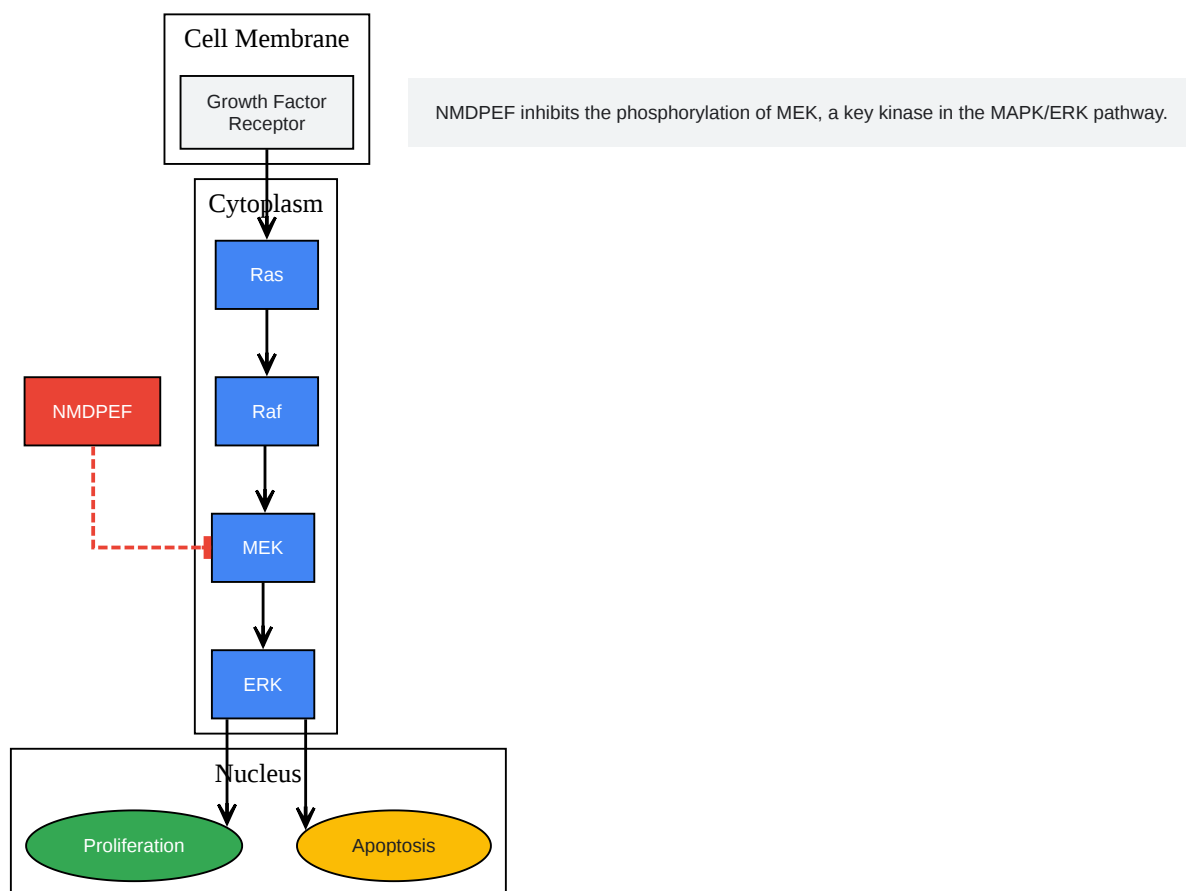 Cell Membrane
Growth Factor
Receptor
NMDPEF inhibits the phosphorylation of MEK, a key kinase in the MAPK/ERK pathway.
Cytoplasm
Ras
NMDPEF
Raf
MEK
ERK
Nucleus
Proliferation
Apoptosis